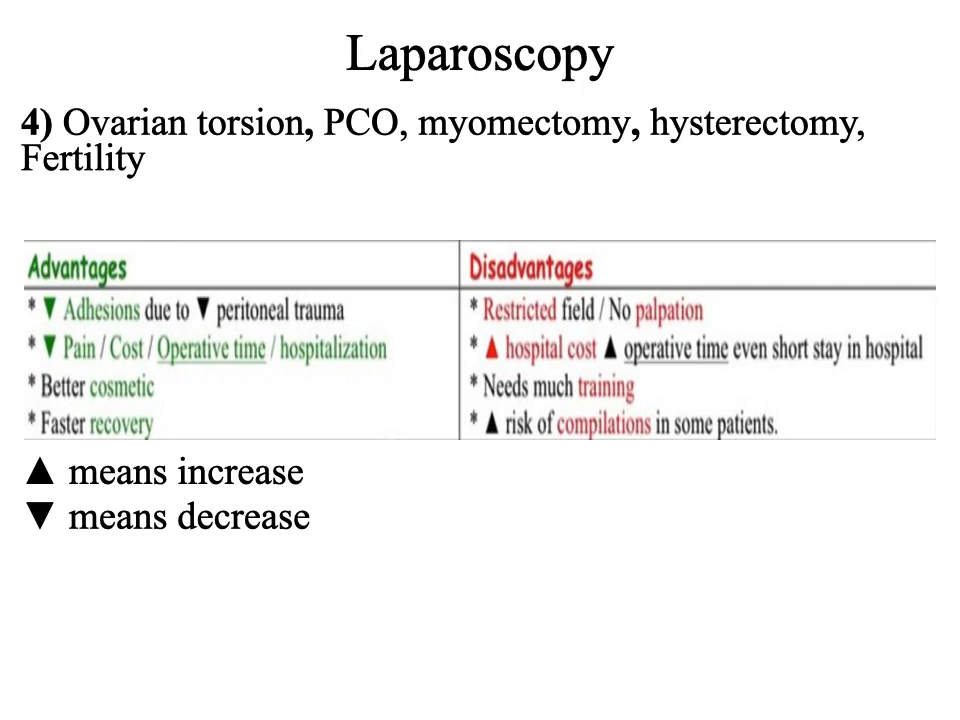 Laparoscopy
4) Ovarian torsion, PCO, myomectomy, hysterectomy,
Fertility
Advantages
* ▼ Adhesions due to ▼ peritoneal trauma
* ▼ Pain / Cost / Operative time / hospitalization
* Better cosmetic
* Faster recovery
Disadvantages
* Restricted field / No palpation
* ▲ hospital cost ▲ operative time even short stay in hospital
* Needs much training
* ▲ risk of compilations in some patients.
▲ means increase
▼ means decrease